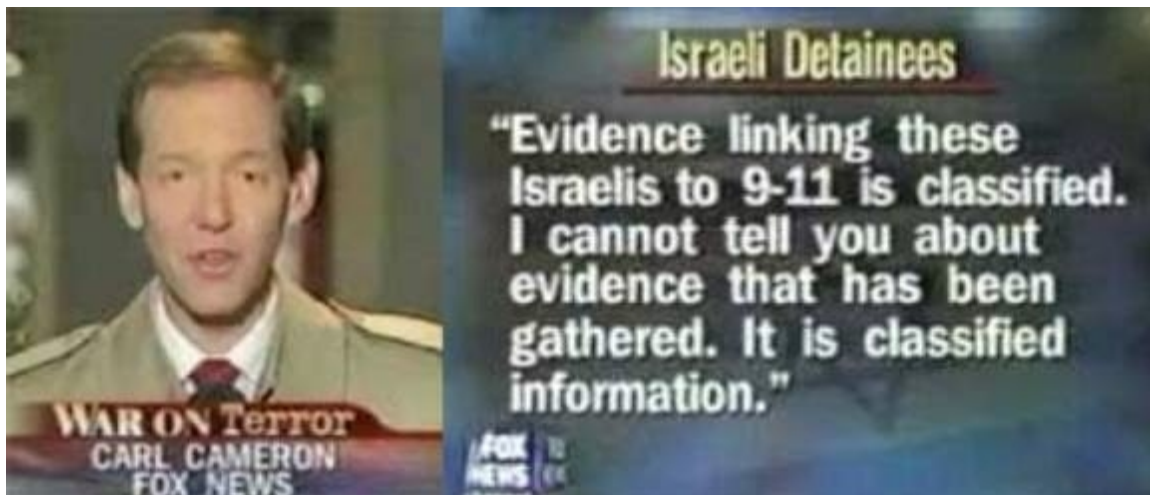 WAR ON Terror
CARL CAMERON
FOX NEWS
Israeli Detainees
“Evidence linking these
Israelis to 9-11 is classified.
I cannot tell you about
evidence that has been
gathered. It is classified
information.”
FOX
NEWS